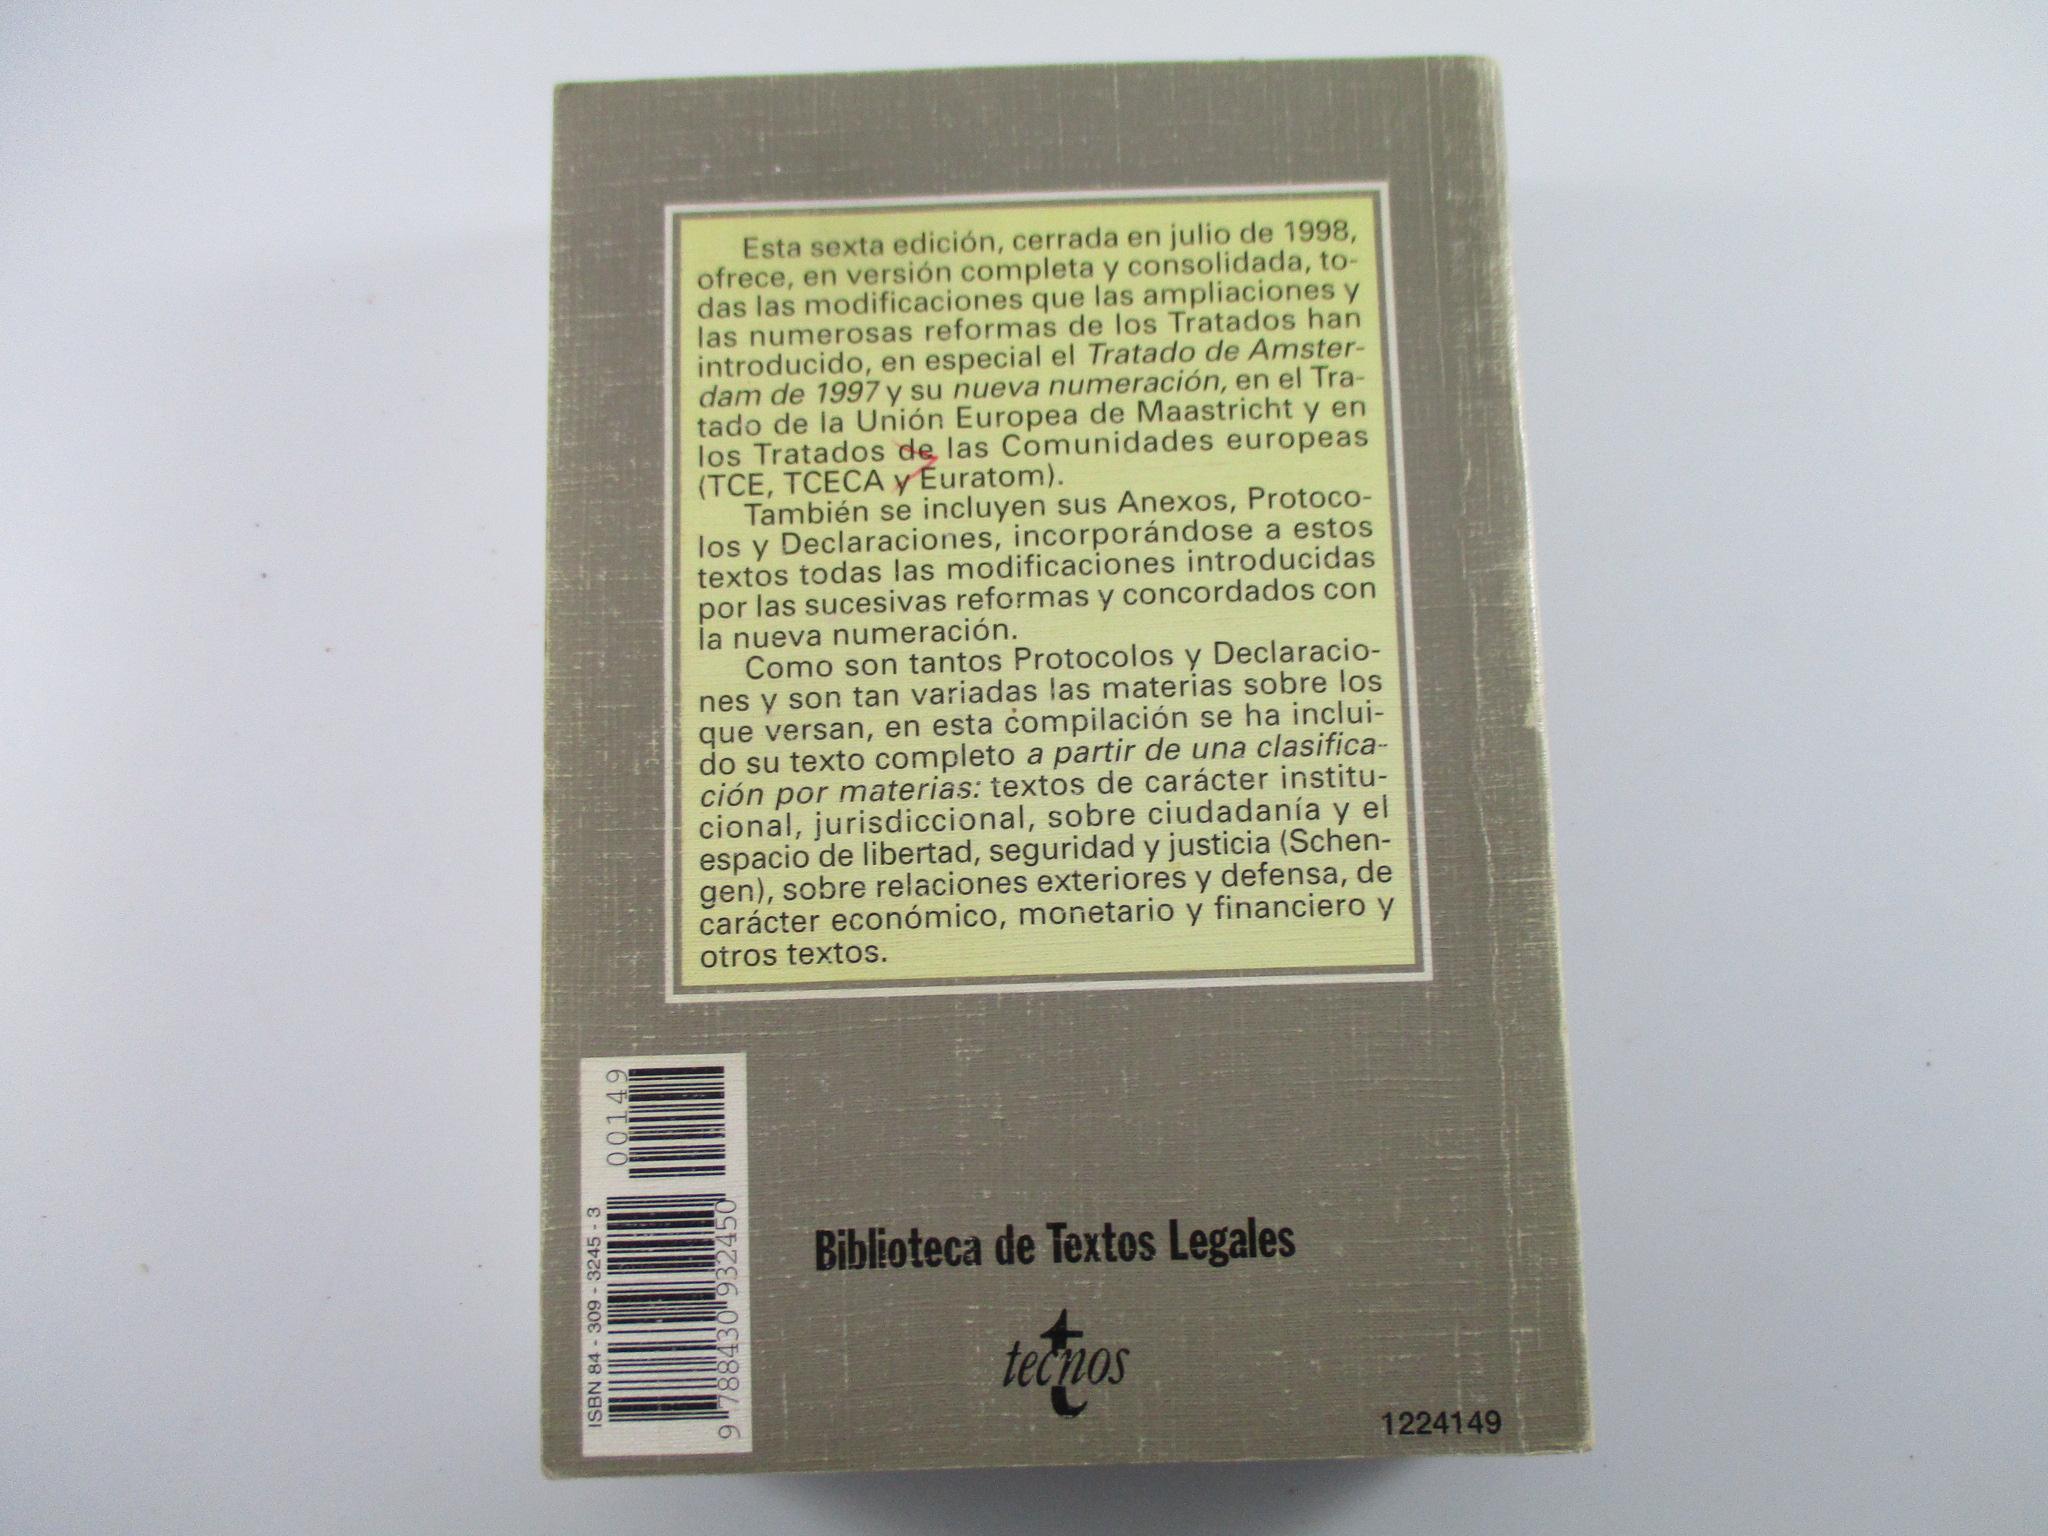 Esta sexta edición, cerrada en julio de 1998,
ofrece, en versión completa y consolidada, to-
das las modificaciones que las ampliaciones y
las numerosas reformas de los Tratados han
introducido, en especial el Tratado de Amster-
dam de 1997 y su nueva numeración, en el Tra-
tado de la Unión Europea de Maastricht y en
los Tratados de las Comunidades europeas
(TCE, TCECA y Euratom).
También se incluyen sus Anexos, Protoco-
los y Declaraciones, incorporándose a estos
textos todas las modificaciones introducidas
por las sucesivas reformas y concordados con
la nueva numeración.
Como son tantos Protocolos y Declaracio-
nes y son tan variadas las materias sobre los
que versan, en esta compilación se ha inclui-
do su texto completo a partir de una clasifica-
ción por materias: textos de carácter institu-
cional, jurisdiccional, sobre ciudadanía y el
espacio de libertad, seguridad y justicia (Schen-
gen), sobre relaciones exteriores y defensa, de
carácter económico, monetario y financiero y
otros textos.
00149
ISBN 84 - 309 - 3245 - 3
9 788430 932450
Biblioteca de Textos Legales
tecnos
1224149